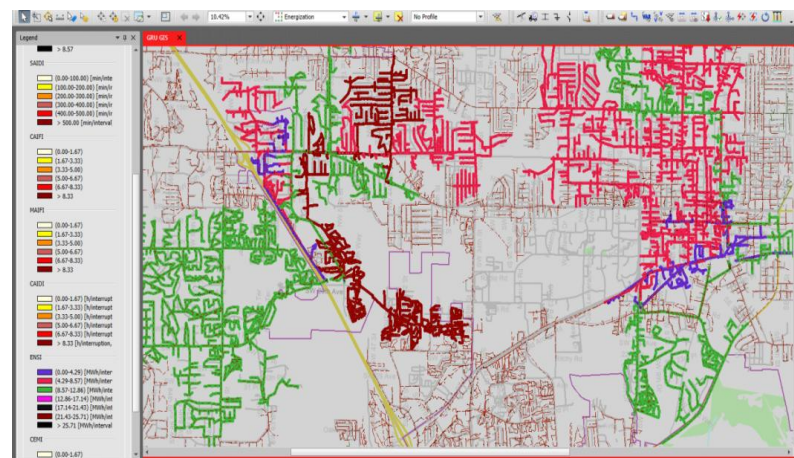 10.42%
Energization
No Profile
Legend
GRU GIS
> 8.57
SAIDI
(0.00-100.00) [min/inte
(100.00-200.00) [min/ir
(200.00-300.00) [min/ir
(300.00-400.00) [min/ir
(400.00-500.00) [min/ir
> 500.00 [min/interval
CAIFI
(0.00-1.67)
(1.67-3.33)
(3.33-5.00)
(5.00-6.67)
(6.67-8.33)
> 8.33
MAIFI
(0.00-1.67)
(1.67-3.33)
(3.33-5.00)
(5.00-6.67)
(6.67-8.33)
> 8.33
CAIDI
(0.00-1.67) [h/interrupt
(1.67-3.33) [h/interrupt
(3.33-5.00) [h/interrupt
(5.00-6.67) [h/interrupt
(6.67-8.33) [h/interrupt
> 8.33 [h/interruption,
ENSI
(0.00-4.29) [MWh/inter
(4.29-8.57) [MWh/inter
(8.57-12.86) [MWh/inter
(12.86-17.14) [MWh/int
(17.14-21.43) [MWh/int
(21.43-25.71) [MWh/int
> 25.71 [MWh/interval
CEMI
(0.00-1.67)